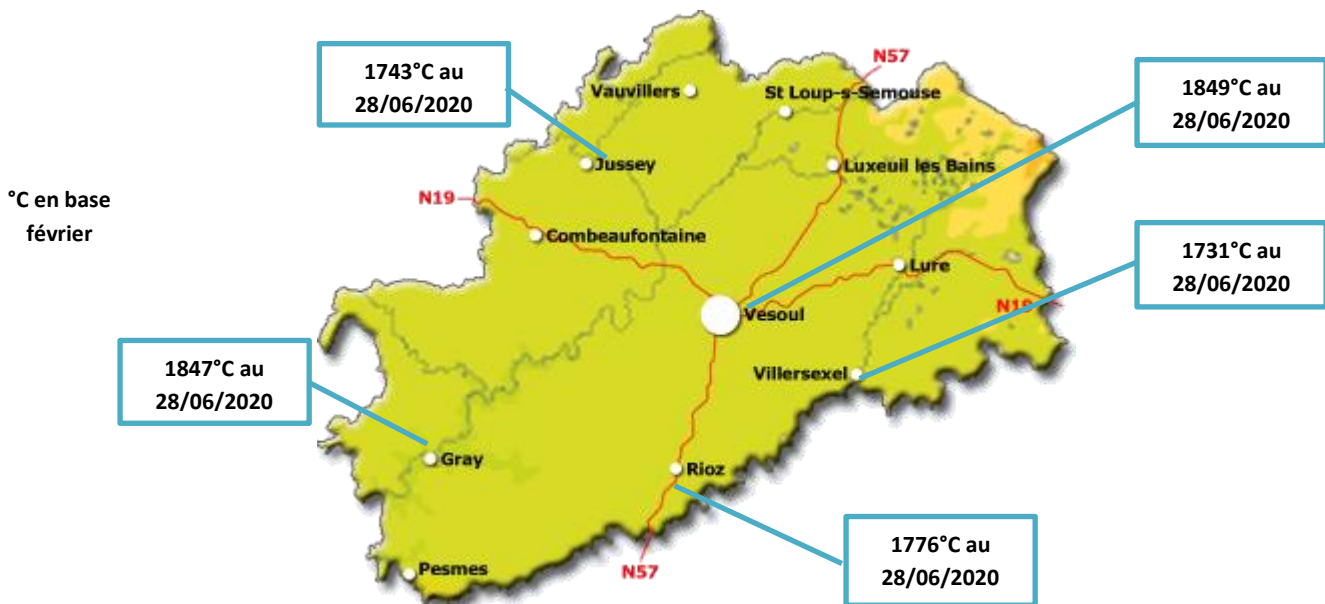 1743°C au
28/06/2020
N57
Vauvillers
St Loup-s-Semouse
1849°C au
28/06/2020
Jussey
Luxeuil les Bains
°C en base
février
N19
Combeaufontaine
Lure
1731°C au
28/06/2020
N19
Vesoul
Villersexel
1847°C au
28/06/2020
Gray
Rioz
1776°C au
28/06/2020
Pesmes
N57